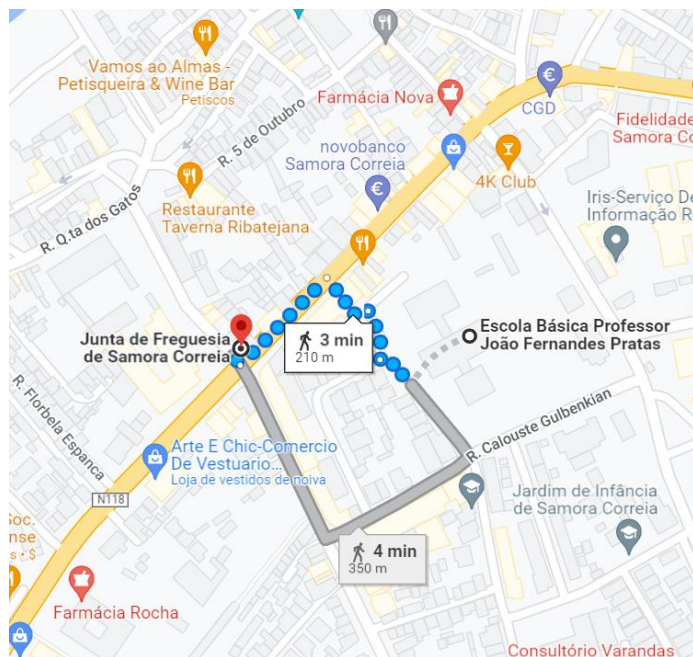 Vamos ao Almas -
Petisqueira & Wine Bar
Petiscos
Farmácia Nova
CGD
Fidelidade
Samora Co
R. 5 de Outubro
novobanco
Samora Correia
4K Club
Iris-Serviço De
Informação R
Restaurante
Taverna Ribatejana
R. Q.ta dos Gatos
Junta de Freguesia
de Samora Correia
3 min
210 m
Escola Básica Professor
João Fernandes Pratas
R. Florbela Espanca
R. Calouste Gulbenkian
Arte E Chic-Comercio
De Vestuario...
Loja de vestidos de noiva
N118
Jardim de Infância
de Samora Correia
Soc.
nse
s • $
4 min
350 m
Farmácia Rocha
Consultório Varandas